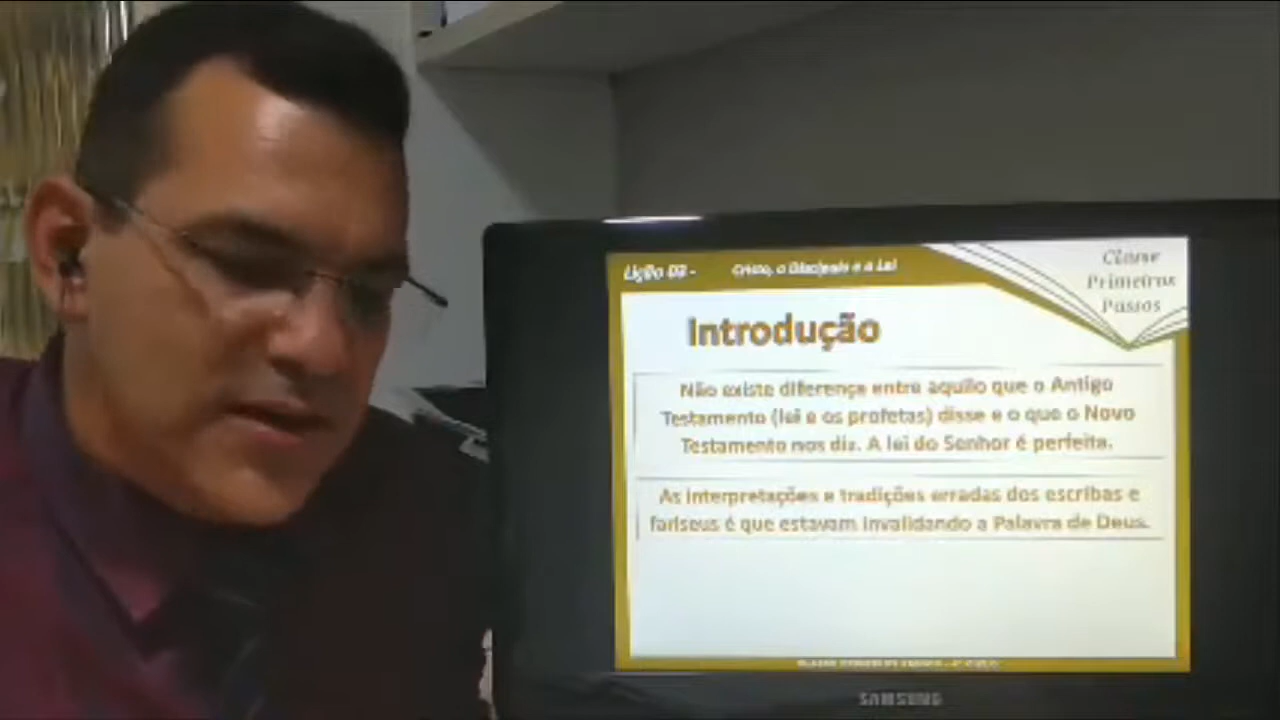 Lição 03 - Cristo, o Discípulo e a Lei
Classe
Primeiros
Passos
Introdução
Não existe diferença entre aquilo que o Antigo
Testamento (lei e os profetas) disse e o que o Novo
Testamento nos diz. A lei do Senhor é perfeita.
As interpretações e tradições erradas dos escribas e
fariseus é que estavam invalidando a Palavra de Deus.
SAMSUNG